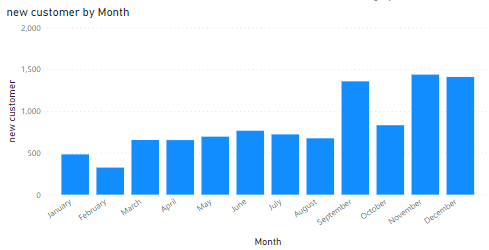 new customer by Month
2,000
1,500
1,000
500
0
new customer
January
February
March
April
May
June
July
August
September
October
November
December
Month